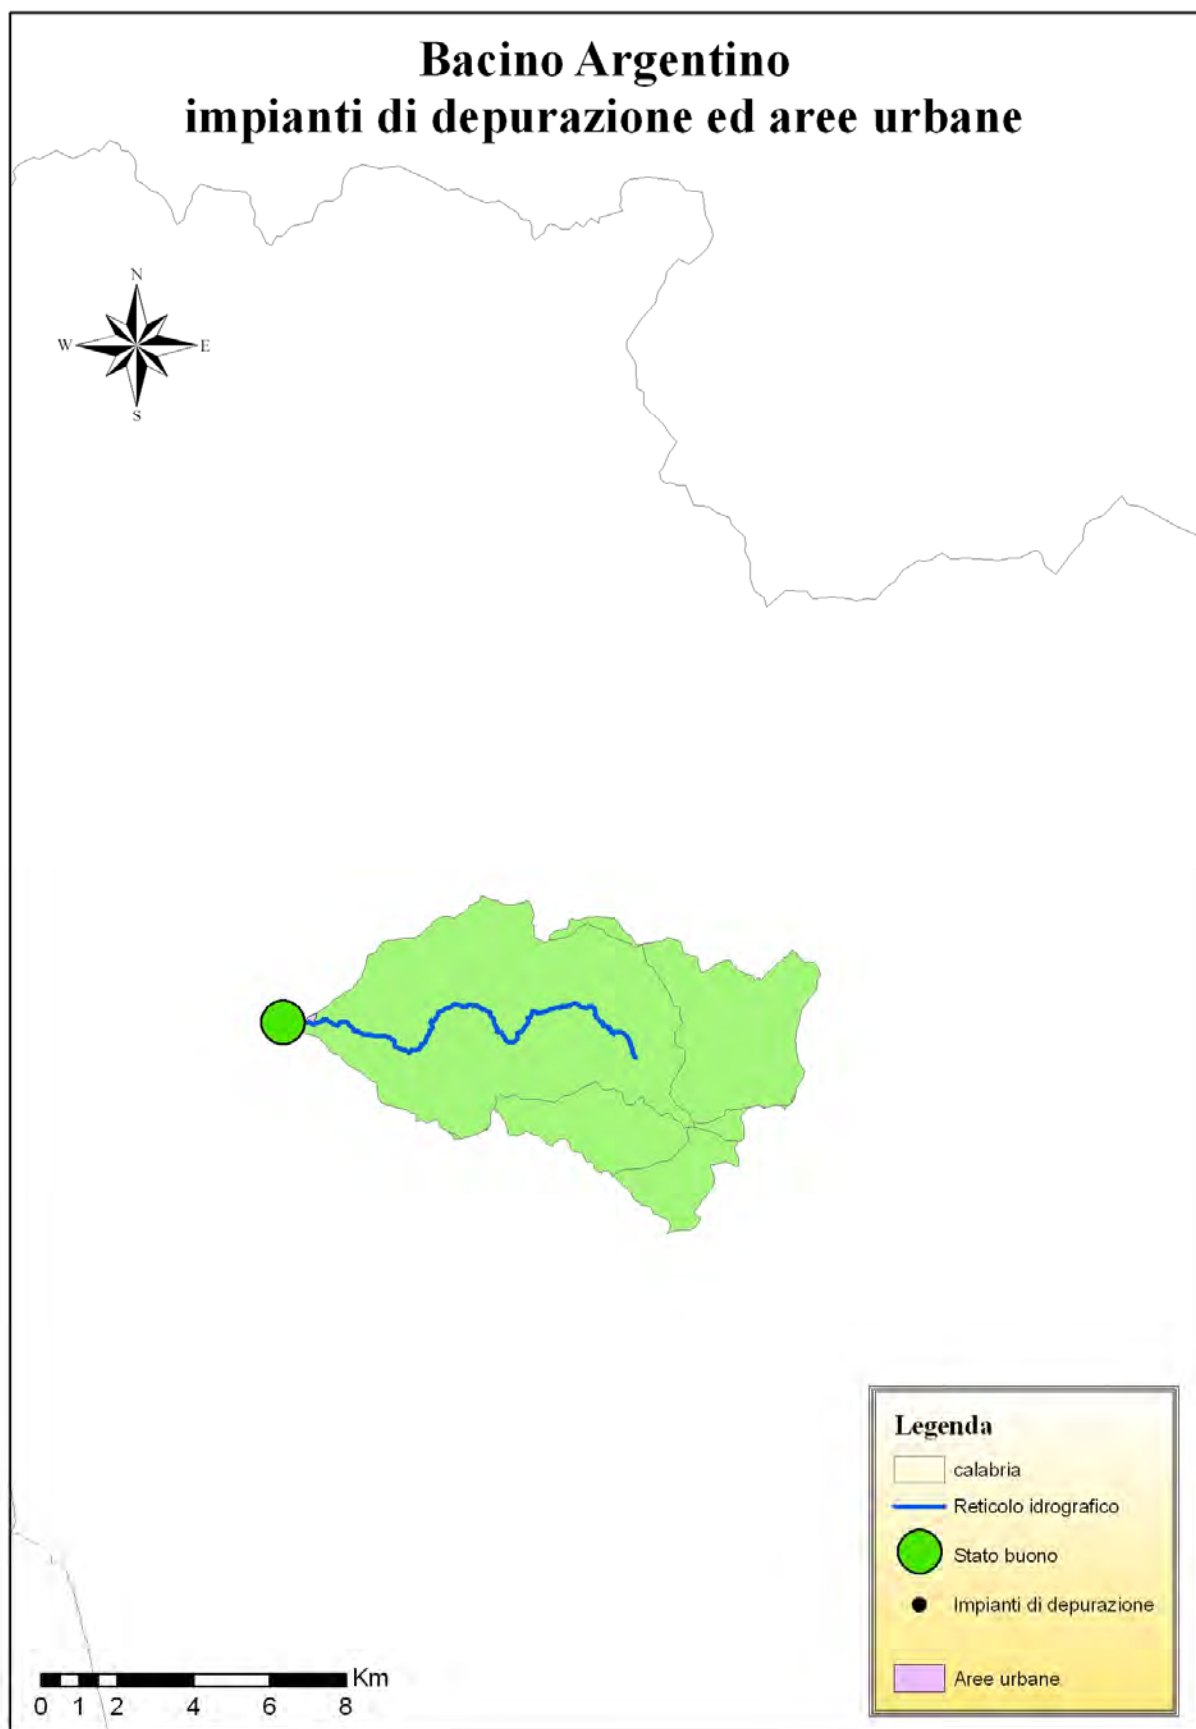 Bacino Argentino
impianti di depurazione ed aree urbane
N
W E
S
Legenda
calabria
Reticolo idrografico
Stato buono
Impianti di depurazione
Aree urbane
Km
0 1 2 4 6 8